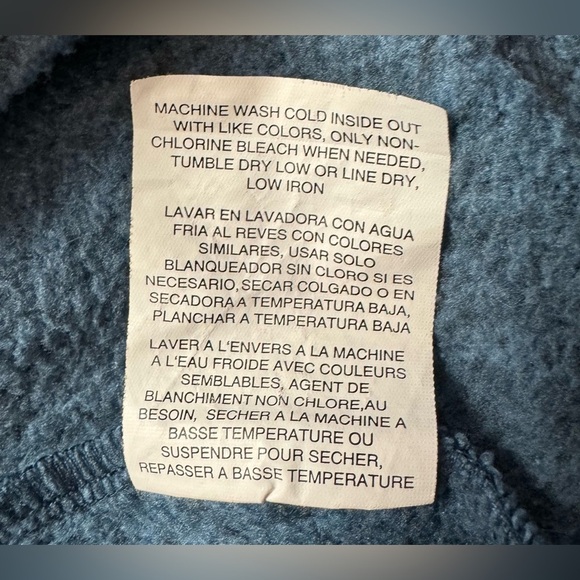 MACHINE WASH COLD INSIDE OUT
WITH LIKE COLORS, ONLY NON-
CHLORINE BLEACH WHEN NEEDED,
TUMBLE DRY LOW OR LINE DRY,
LOW IRON
LAVAR EN LAVADORA CON AGUA
FRIA AL REVES CON COLORES
SIMILARES, USAR SOLO
BLANQUEADOR SIN CLORO SI ES
NECESARIO, SECAR COLGADO O EN
SECADORA A TEMPERATURA BAJA,
PLANCHAR A TEMPERATURA BAJA
LAVER A L'ENVERS A LA MACHINE
A L'EAU FROIDE AVEC COULEURS
SEMBLABLES, AGENT DE
BLANCHIMENT NON CHLORE,AU
BESOIN, SECHER A LA MACHINE A
BASSE TEMPERATURE OU
SUSPENDRE POUR SECHER,
REPASSER A BASSE TEMPERATURE